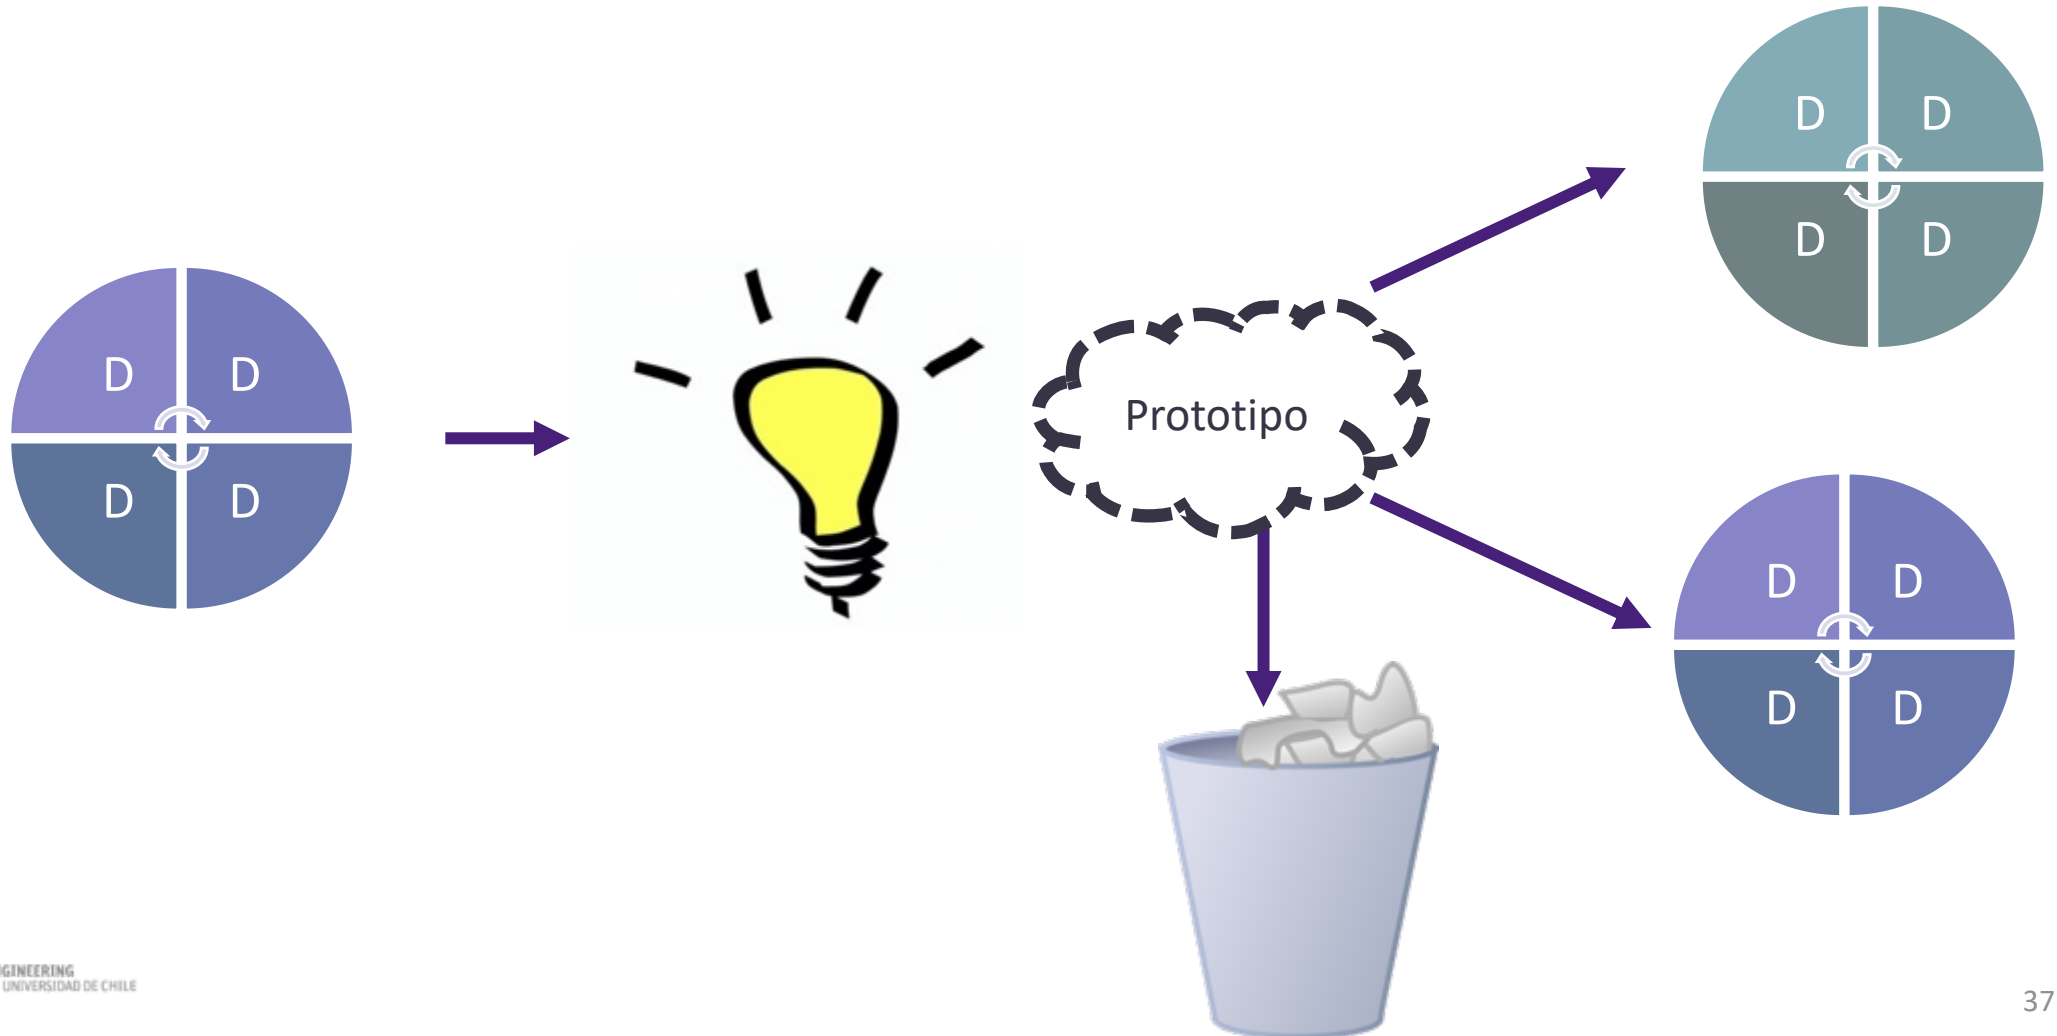 D D
D D
D D
D D
Prototipo
D D
D D
GINEERING
UNIVERSIDAD DE CHILE
37